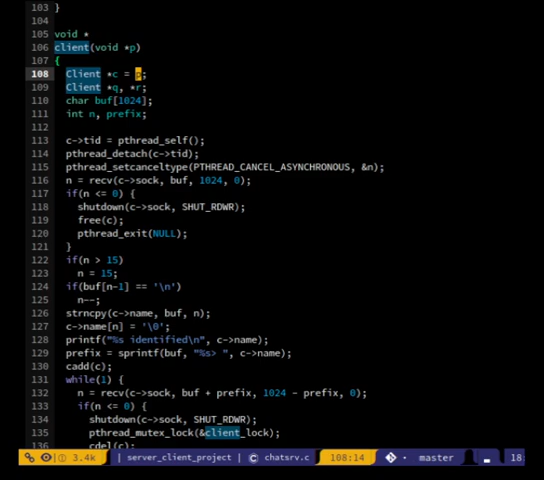 103 }
104
105 void *
106 client(void *p)
107 {
108   Client *c = p;
109   Client *q, *r;
110   char buf[1024];
111   int n, prefix;
112
113   c->tid = pthread_self();
114   pthread_detach(c->tid);
115   pthread_setcanceltype(PTHREAD_CANCEL_ASYNCHRONOUS, &n);
116   n = recv(c->sock, buf, 1024, 0);
117   if(n <= 0) {
118     shutdown(c->sock, SHUT_RDWR);
119     free(c);
120     pthread_exit(NULL);
121   }
122   if(n > 15)
123     n = 15;
124   if(buf[n-1] == '\n')
125     n--;
126   strncpy(c->name, buf, n);
127   c->name[n] = '\0';
128   printf("%s identified\n", c->name);
129   prefix = sprintf(buf, "%s> ", c->name);
130   cadd(c);
131   while(1) {
132     n = recv(c->sock, buf + prefix, 1024 - prefix, 0);
133     if(n <= 0) {
134       shutdown(c->sock, SHUT_RDWR);
135       pthread_mutex_lock(&client_lock);
136       cdel(c);
3.4k | server_client_project | chatsrv.c 108:14 master 18